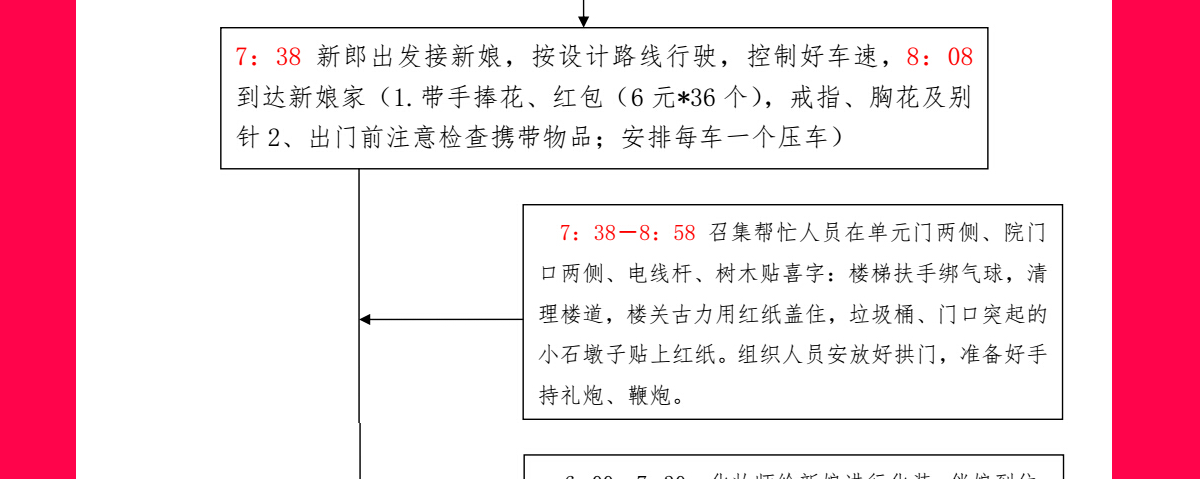 7：38 新郎出发接新娘，按设计路线行驶，控制好车速，8：08
到达新娘家（1.带手捧花、红包（6 元*36 个），戒指、胸花及别
针 2、出门前注意检查携带物品；安排每车一个压车）
7：38－8：58 召集帮忙人员在单元门两侧、院门
口两侧、电线杆、树木贴喜字：楼梯扶手绑气球，清
理楼道，楼关古力用红纸盖住，垃圾桶、门口突起的
小石墩子贴上红纸。组织人员安放好拱门，准备好手
持礼炮、鞭炮。